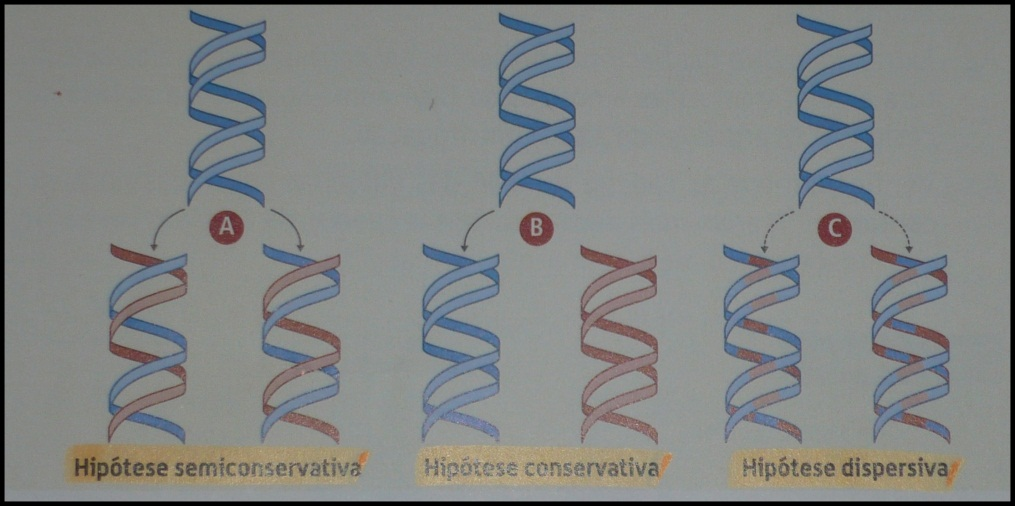 A
B
C
Hipótese semiconservativa
Hipótese conservativa
Hipótese dispersiva